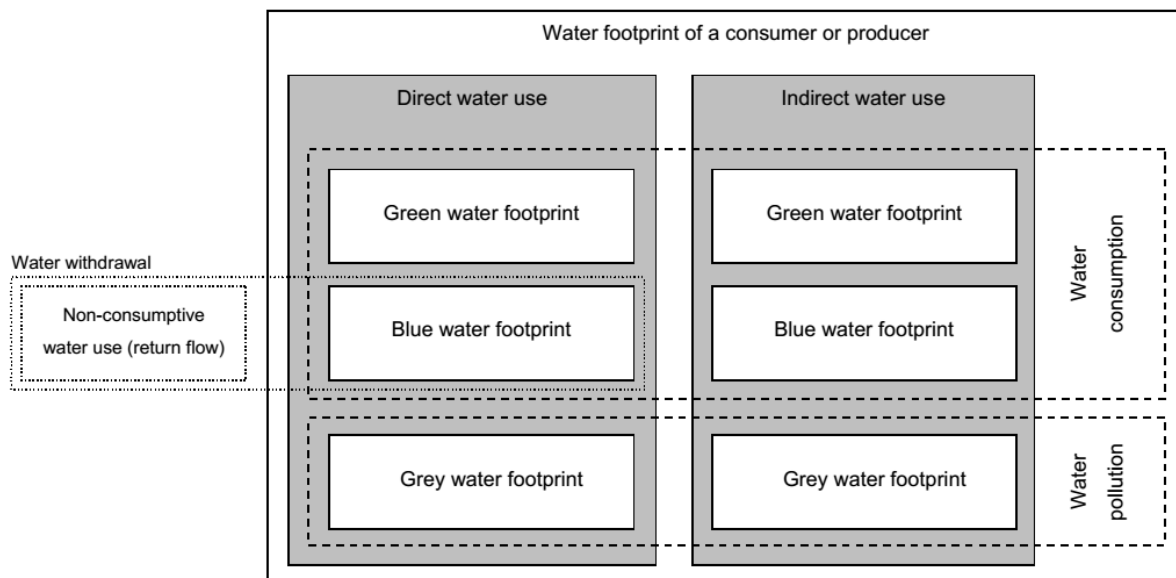 Water footprint of a consumer or producer
Direct water use
Indirect water use
Green water footprint
Green water footprint
Water
consumption
Water withdrawal
Non-consumptive
water use (return flow)
Blue water footprint
Blue water footprint
Grey water footprint
Grey water footprint
Water
pollution